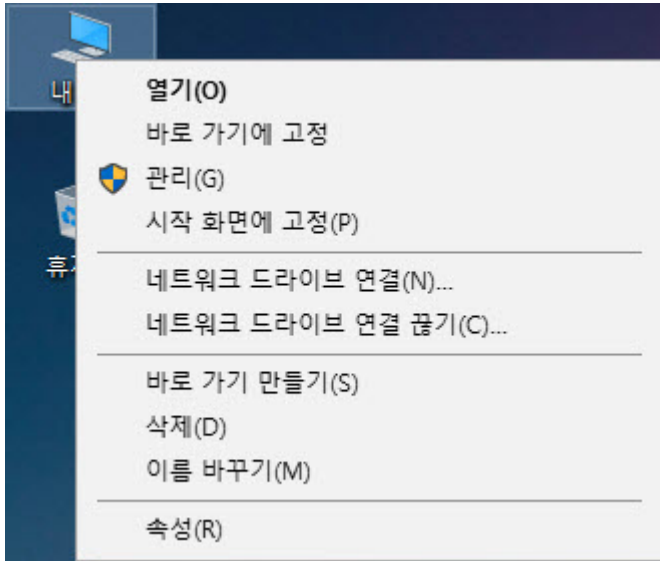 내
열기(O)
바로 가기에 고정
관리(G)
시작 화면에 고정(P)
네트워크 드라이브 연결(N)...
네트워크 드라이브 연결 끊기(C)...
바로 가기 만들기(S)
삭제(D)
이름 바꾸기(M)
속성(R)